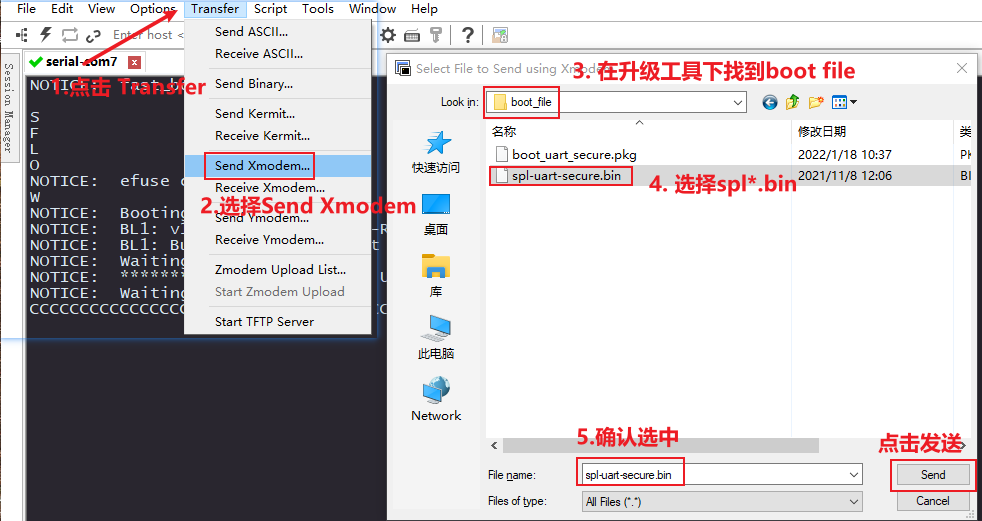 File Edit View Options Transfer Script Tools Window Help
Enter host <
serial-com7
Session Manager
1.点击 Transfer
NOTICE:
S
F
L
O
NOTICE: efuse
W
NOTICE: Booting
NOTICE: BL1:
NOTICE: BL1:
NOTICE: Waiting
NOTICE:
NOTICE: Waiting
Send ASCII...
Receive ASCII...
Send Binary...
Send Kermit...
Receive Kermit...
Send Xmodem...
Receive Xmodem...
2.选择Send Xmodem
Send Ymodem...
Receive Ymodem...
Zmodem Upload List...
Start Zmodem Upload
Start TFTP Server
Select File to Send using
3. 在升级工具下找到boot file
Look in: boot_file
名称 修改日期
boot_uart_secure.pkg 2022/1/18 10:37
spl-uart-secure.bin 2021/11/8 12:06
4. 选择spl*.bin
快速访问
桌面
库
此电脑
Network
5.确认选中
点击发送
File name: spl-uart-secure.bin Send
Files of type: All Files (*.*) Cancel